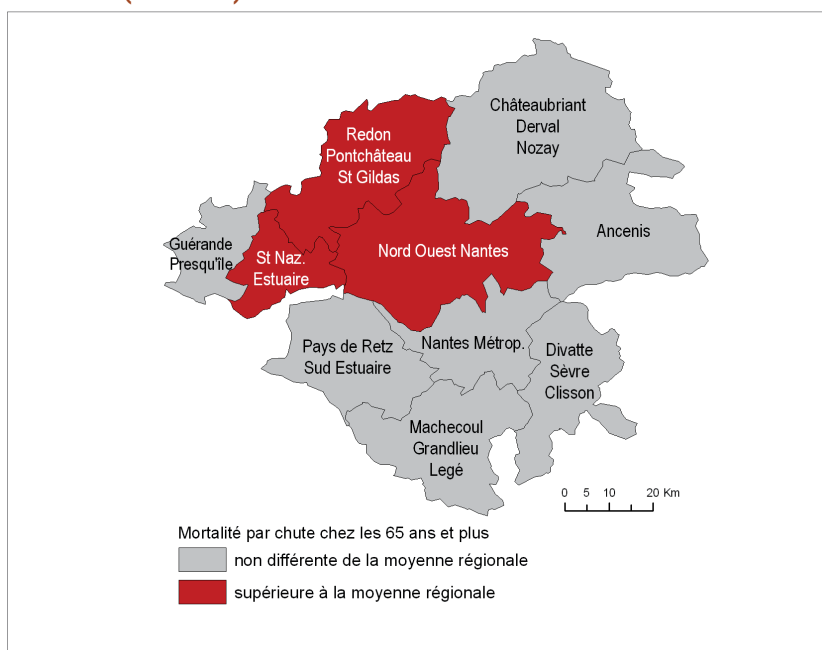 Châteaubriant
Derval
Nozay
Redon
Pontchâteau
St Gildas
Ancenis
Guérande
Presqu'île
St Naz.
Estuaire
Nord Ouest Nantes
Pays de Retz
Sud Estuaire
Nantes Métrop.
Divatte
Sèvre
Clisson
Machecoul
Grandlieu
Legé
0 5 10 20 Km
Mortalité par chute chez les 65 ans et plus
non différente de la moyenne régionale
supérieure à la moyenne régionale